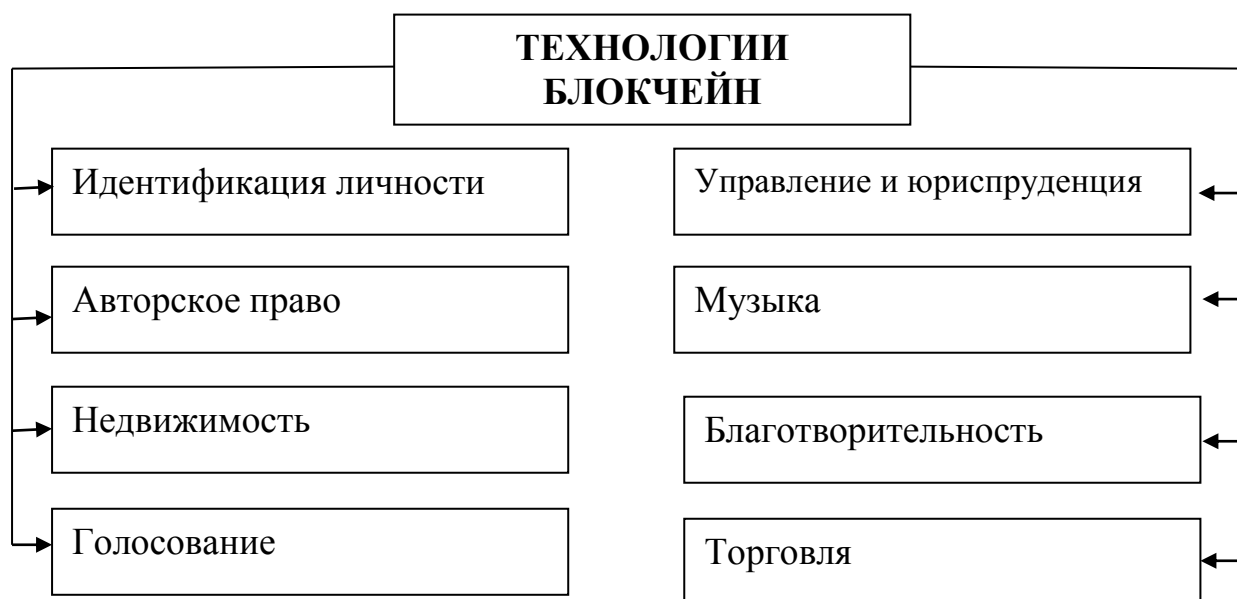 ТЕХНОЛОГИИ
БЛОКЧЕЙН
Идентификация личности
Авторское право
Недвижимость
Голосование
Управление и юриспруденция
Музыка
Благотворительность
Торговля